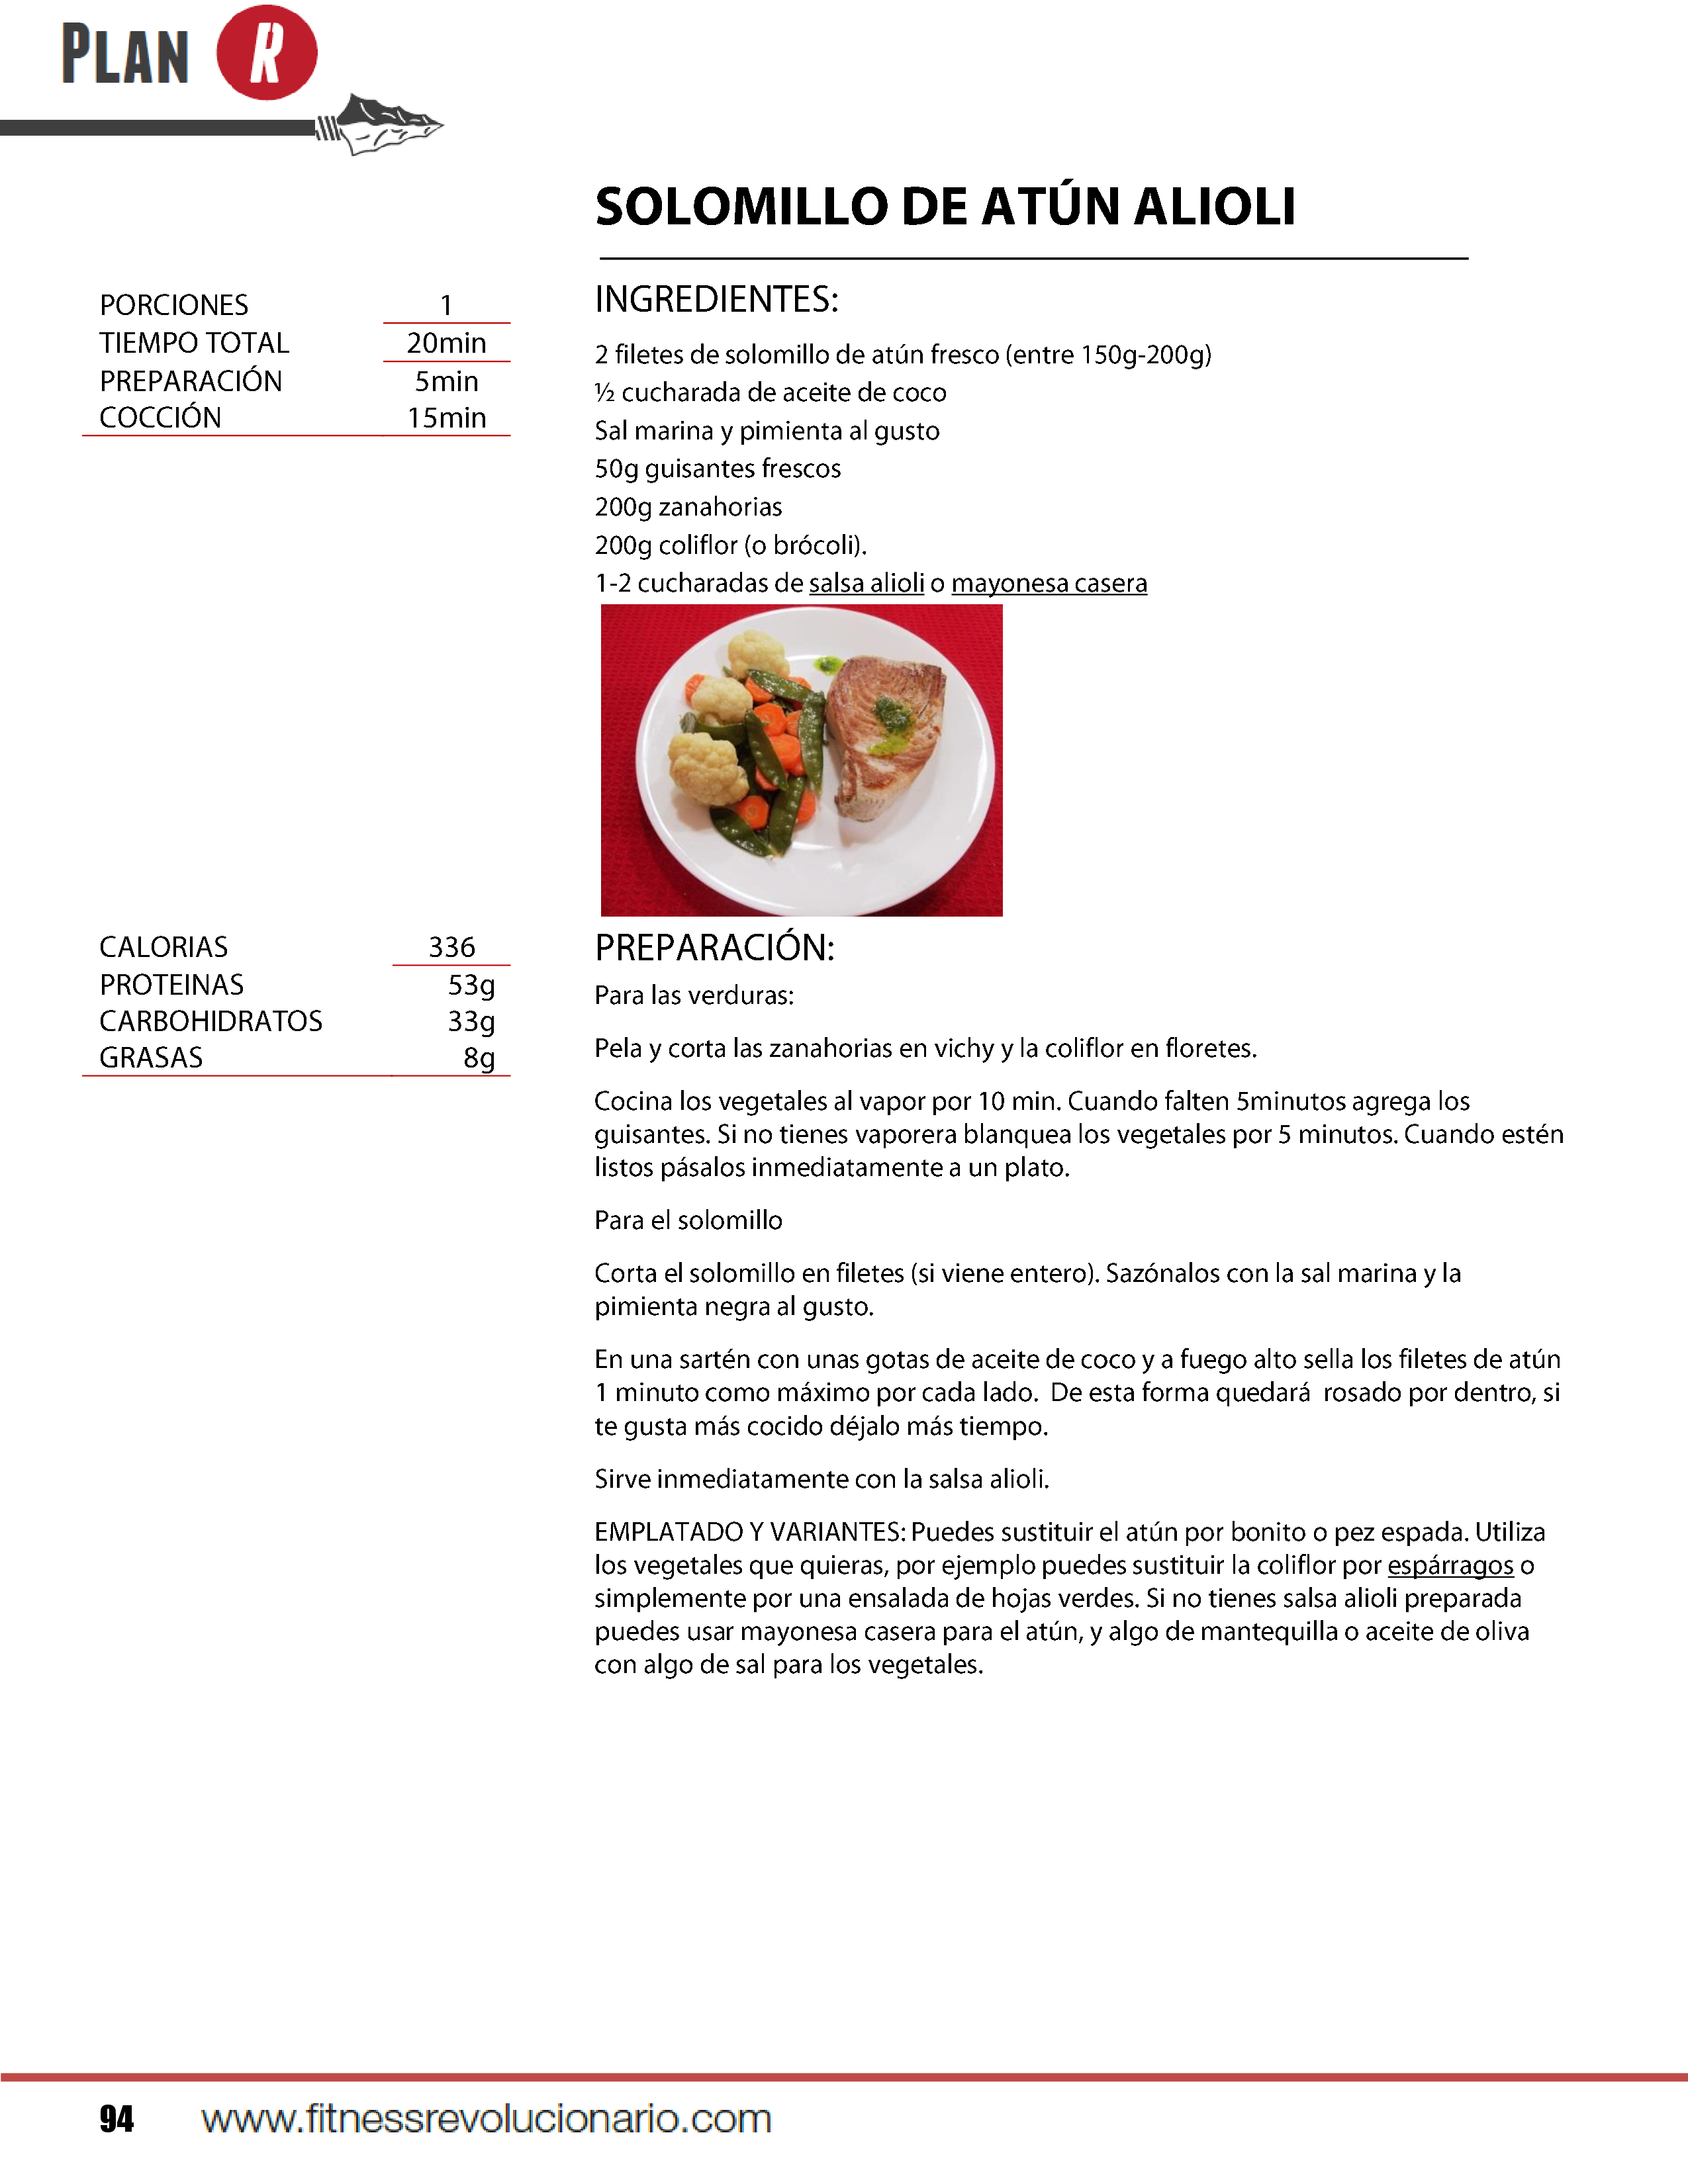 PLAN R
SOLOMILLO DE ATÚN ALIOLI
PORCIONES 1
TIEMPO TOTAL 20min
PREPARACIÓN 5min
COCCIÓN 15min
INGREDIENTES:
2 filetes de solomillo de atún fresco (entre 150g-200g)
½ cucharada de aceite de coco
Sal marina y pimienta al gusto
50g guisantes frescos
200g zanahorias
200g coliflor (o brócoli).
1-2 cucharadas de salsa alioli o mayonesa casera
CALORIAS 336
PROTEINAS 53g
CARBOHIDRATOS 33g
GRASAS 8g
PREPARACIÓN:
Para las verduras:
Pela y corta las zanahorias en vichy y la coliflor en floretes.
Cocina los vegetales al vapor por 10 min. Cuando falten 5minutos agrega los
guisantes. Si no tienes vaporera blanquea los vegetales por 5 minutos. Cuando estén
listos pásalos inmediatamente a un plato.
Para el solomillo
Corta el solomillo en filetes (si viene entero). Sazónalos con la sal marina y la
pimienta negra al gusto.
En una sartén con unas gotas de aceite de coco y a fuego alto sella los filetes de atún
1 minuto como máximo por cada lado. De esta forma quedará rosado por dentro, si
te gusta más cocido déjalo más tiempo.
Sirve inmediatamente con la salsa alioli.
EMPLATADO Y VARIANTES: Puedes sustituir el atún por bonito o pez espada. Utiliza
los vegetales que quieras, por ejemplo puedes sustituir la coliflor por espárragos o
simplemente por una ensalada de hojas verdes. Si no tienes salsa alioli preparada
puedes usar mayonesa casera para el atún, y algo de mantequilla o aceite de oliva
con algo de sal para los vegetales.
94 www.fitnessrevolucionario.com